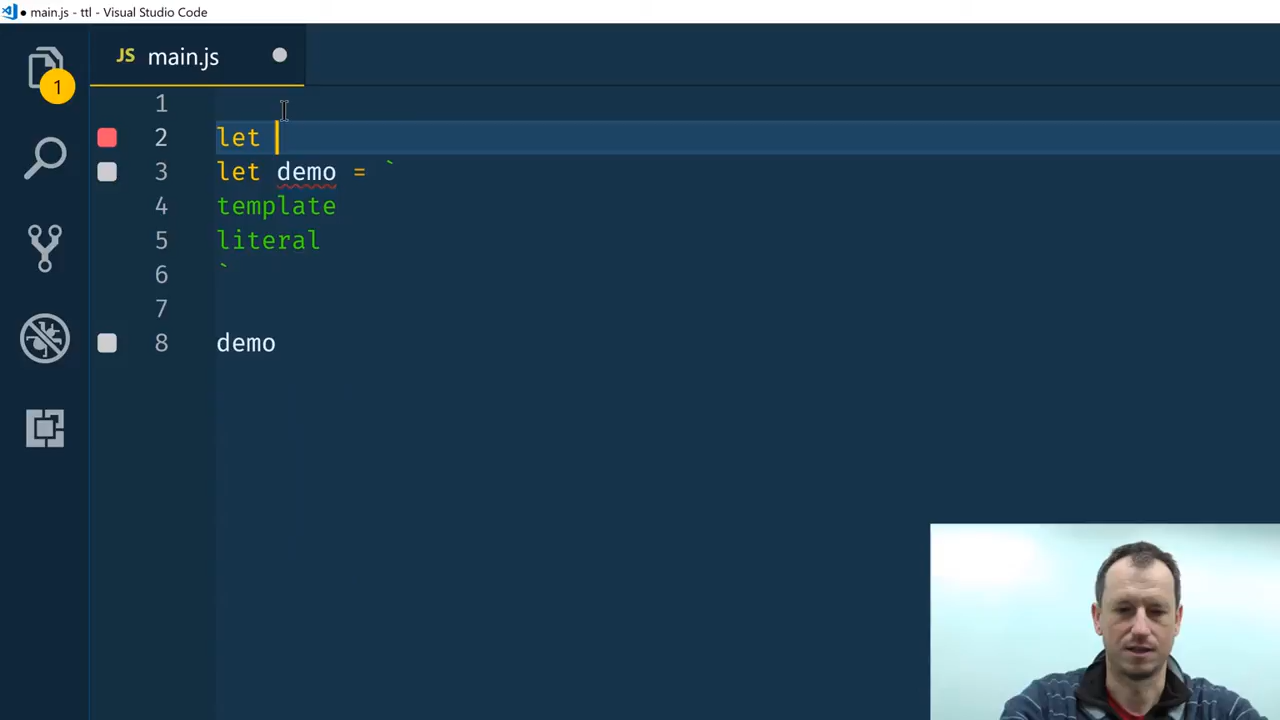 ● main.js - ttl - Visual Studio Code
JS main.js
1
1
2 let
3 let demo = `
4 template
5 literal
6 `
7
8 demo